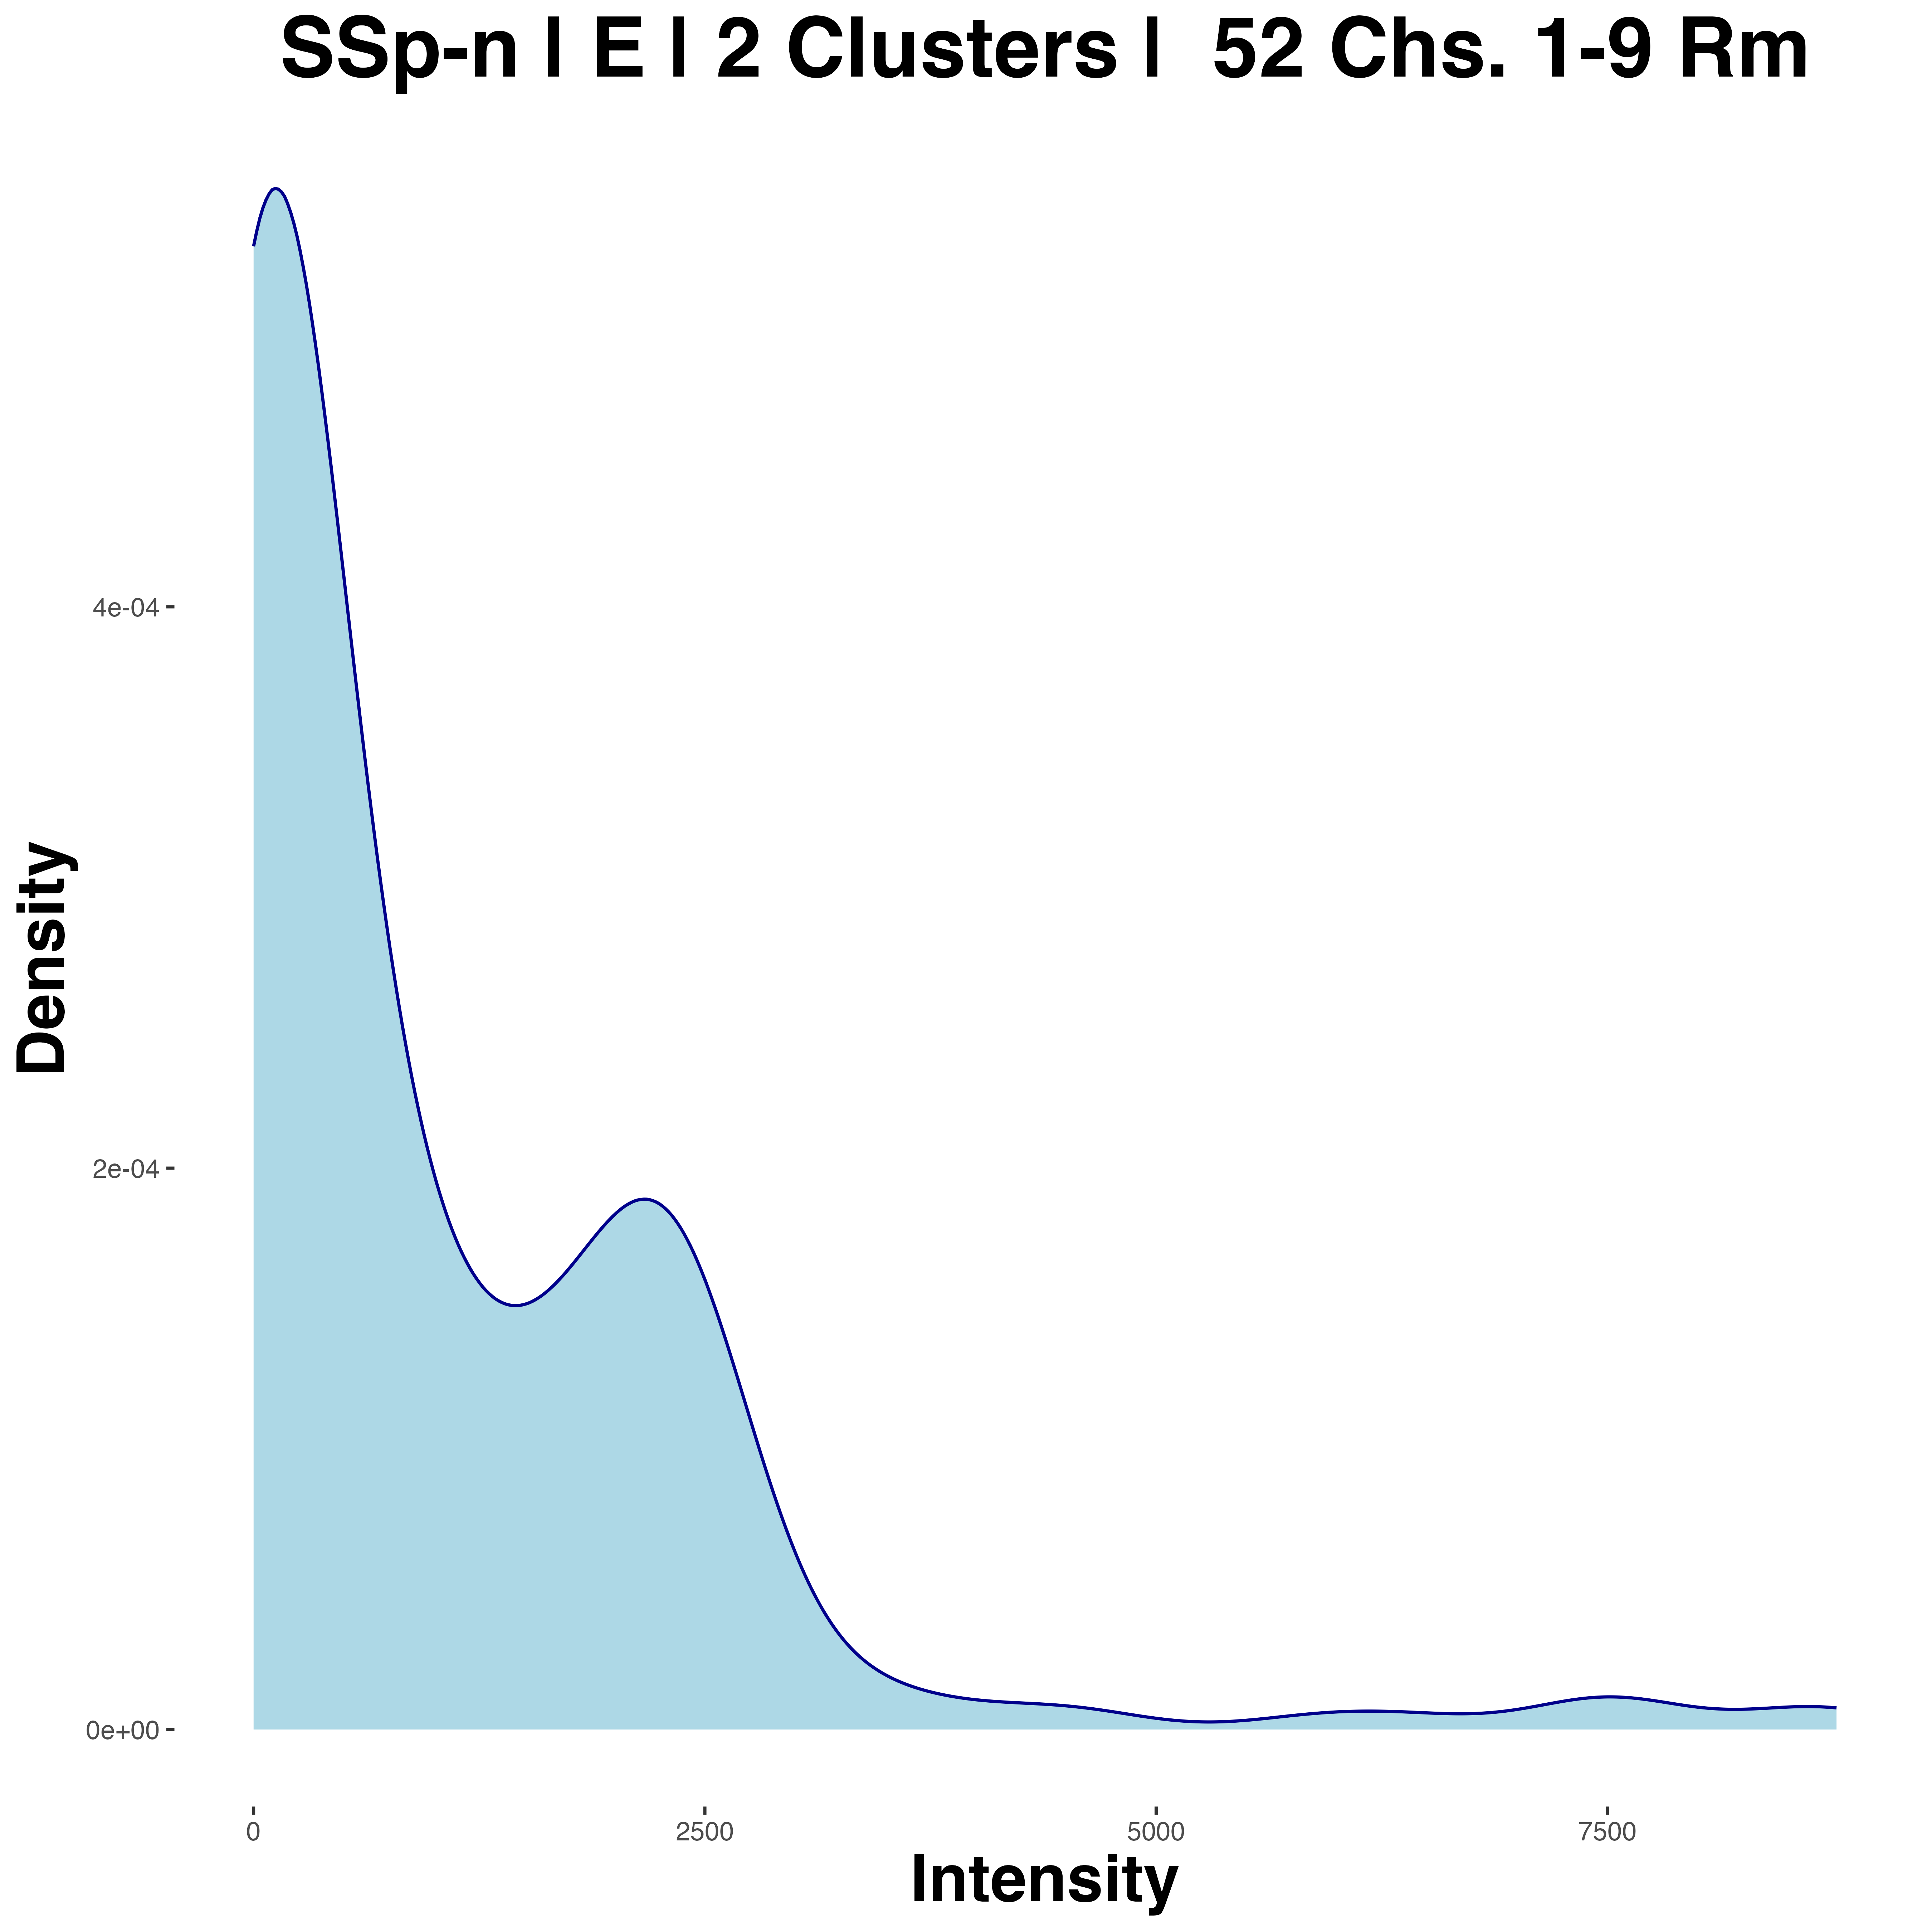 SSp-n | E | 2 Clusters |  52 Chs. 1-9 Rm
Density
4e-04
2e-04
0e+00
0
2500
5000
7500
Intensity